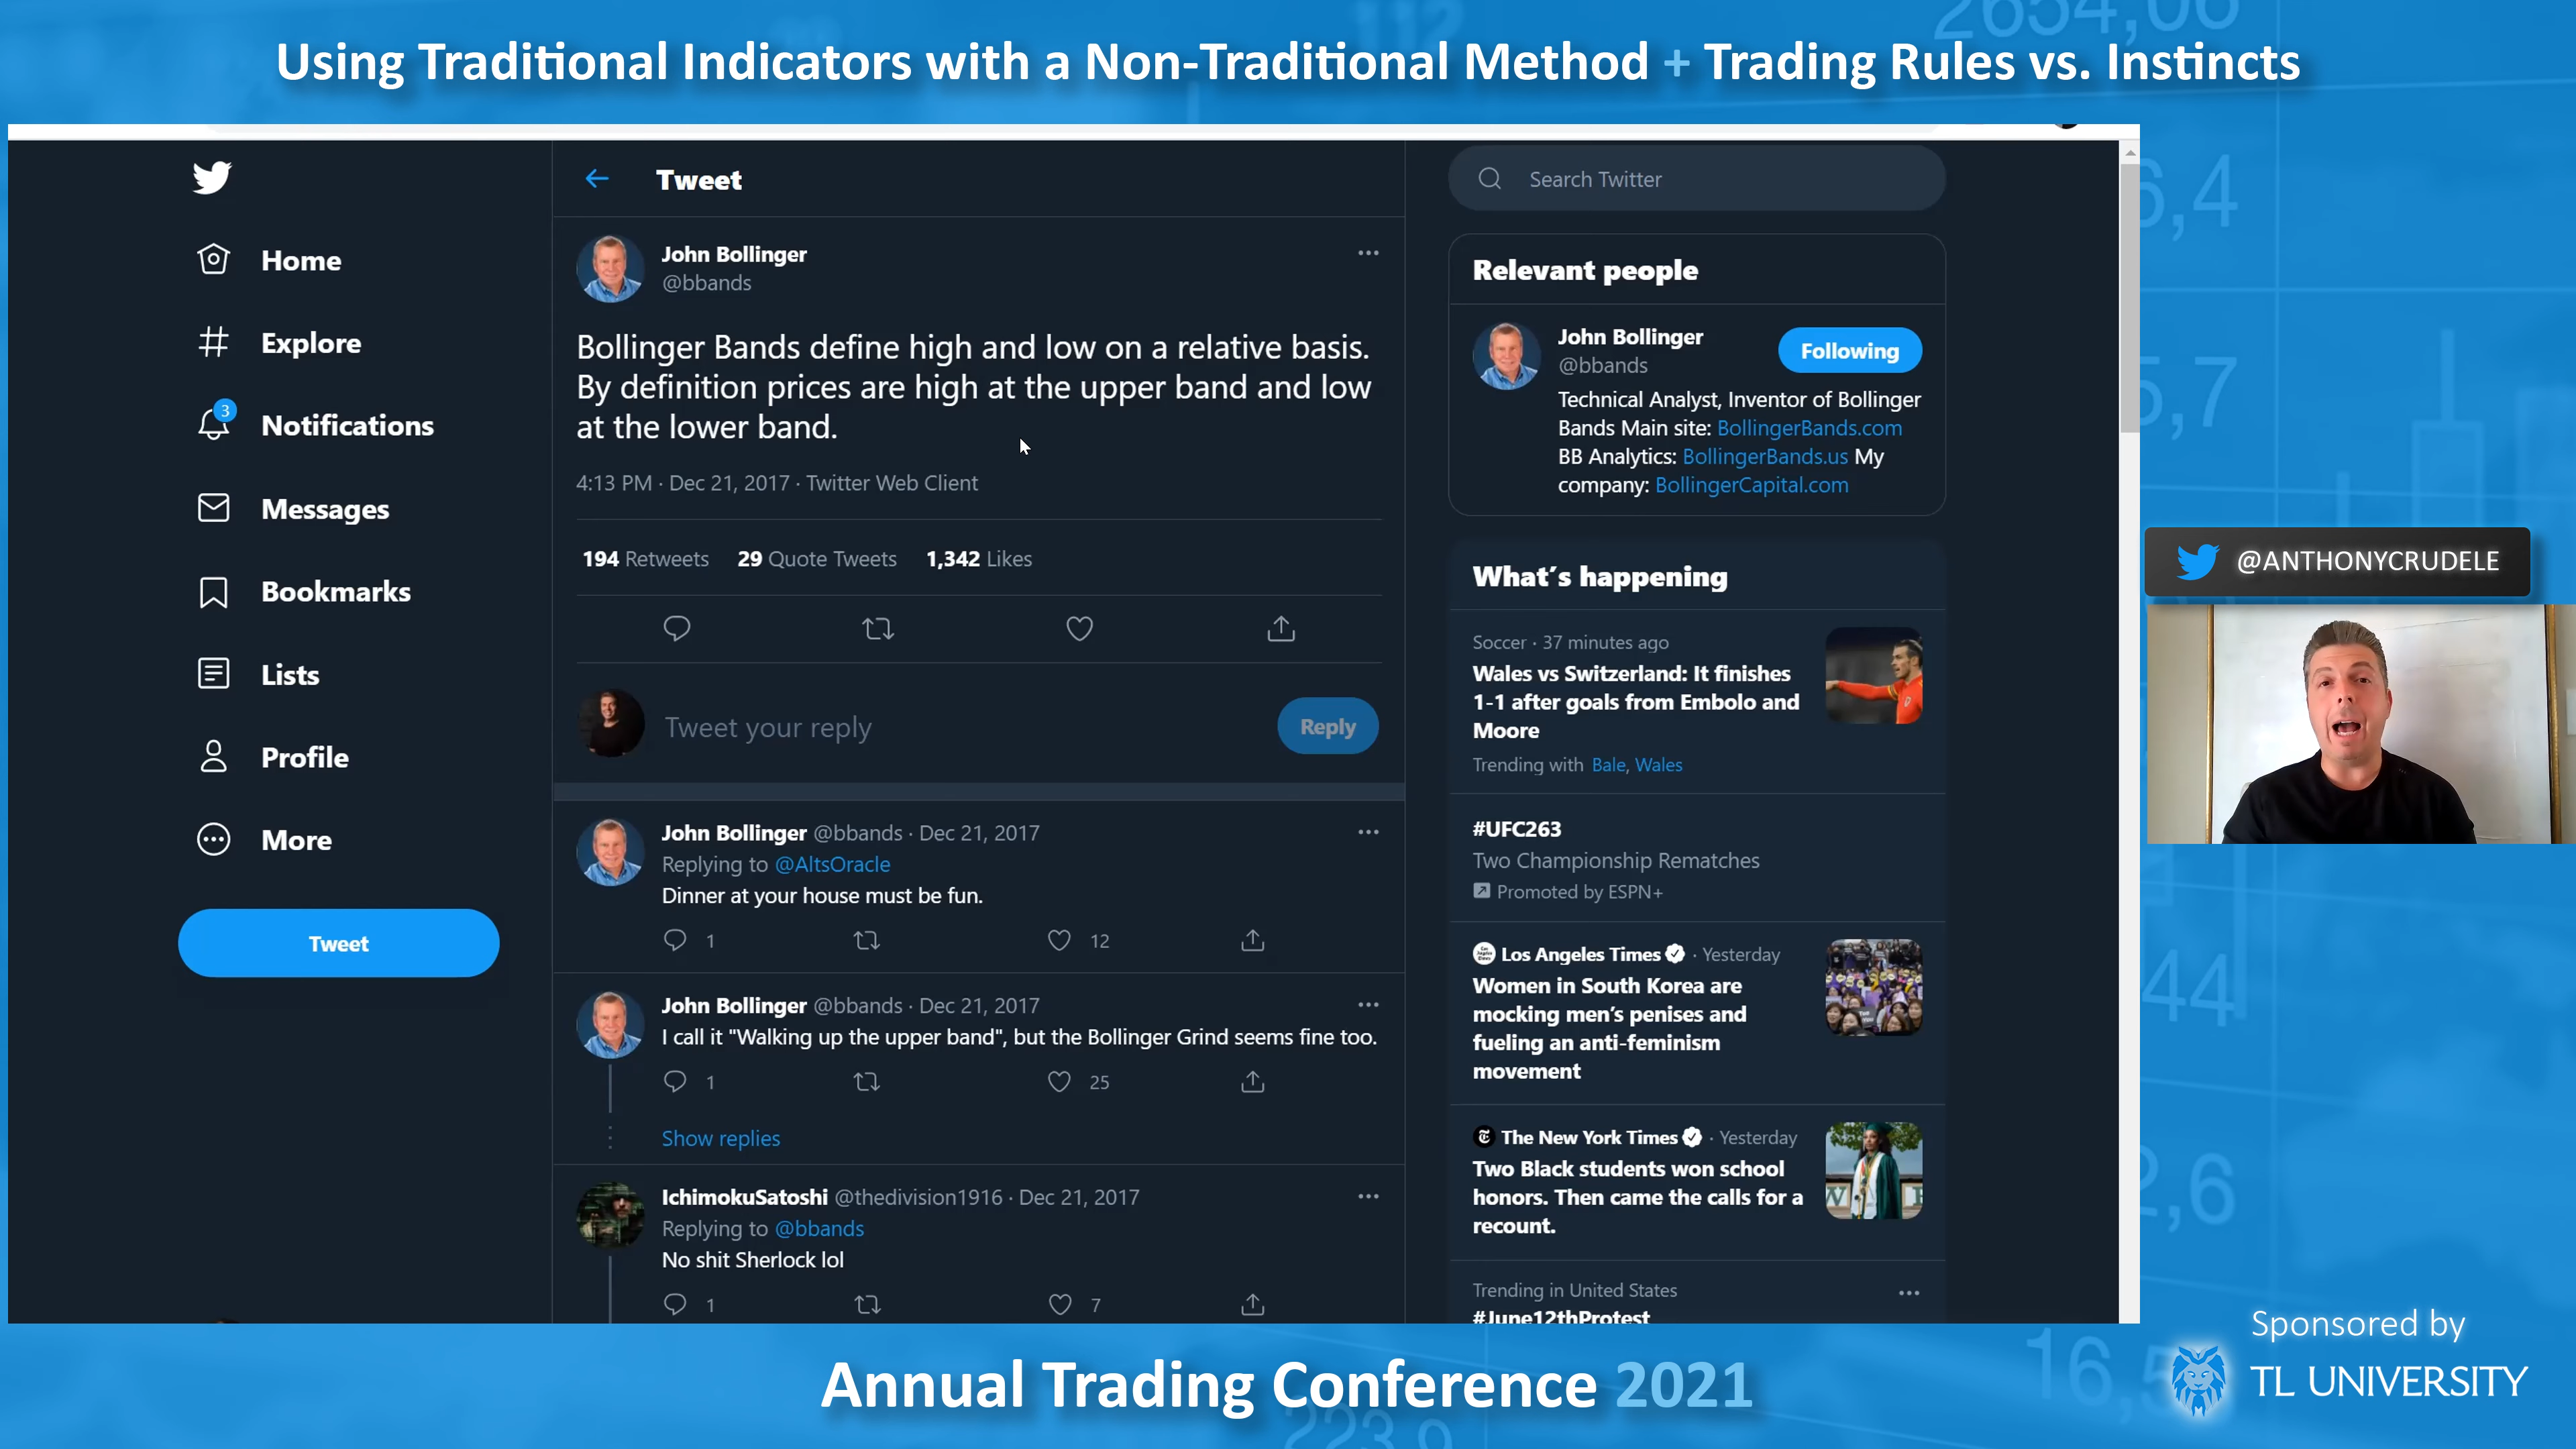 Using Traditional Indicators with a Non-Traditional Method + Trading Rules vs. Instincts
Home
Explore
3
Notifications
Messages
Bookmarks
Lists
Profile
More
Tweet
Tweet
John Bollinger
@bbands
Bollinger Bands define high and low on a relative basis.
By definition prices are high at the upper band and low
at the lower band.
4:13 PM · Dec 21, 2017 · Twitter Web Client
194 Retweets 29 Quote Tweets 1,342 Likes
Tweet your reply
Reply
John Bollinger @bbands · Dec 21, 2017
Replying to @AltsOracle
Dinner at your house must be fun.
1 12
John Bollinger @bbands · Dec 21, 2017
I call it "Walking up the upper band", but the Bollinger Grind seems fine too.
1 25
Show replies
IchimokuSatoshi @thedivision1916 · Dec 21, 2017
Replying to @bbands
No shit Sherlock lol
1 7
Search Twitter
Relevant people
John Bollinger
@bbands
Following
Technical Analyst, Inventor of Bollinger
Bands Main site: BollingerBands.com
BB Analytics: BollingerBands.us My
company: BollingerCapital.com
What's happening
Soccer · 37 minutes ago
Wales vs Switzerland: It finishes
1-1 after goals from Embolo and
Moore
Trending with Bale, Wales
#UFC263
Two Championship Rematches
Promoted by ESPN+
Los Angeles Times · Yesterday
Women in South Korea are
mocking men's penises and
fueling an anti-feminism
movement
The New York Times · Yesterday
Two Black students won school
honors. Then came the calls for a
recount.
Trending in United States
#June12thProtest
@ANTHONYCRUDELE
Annual Trading Conference 2021
Sponsored by
TL UNIVERSITY